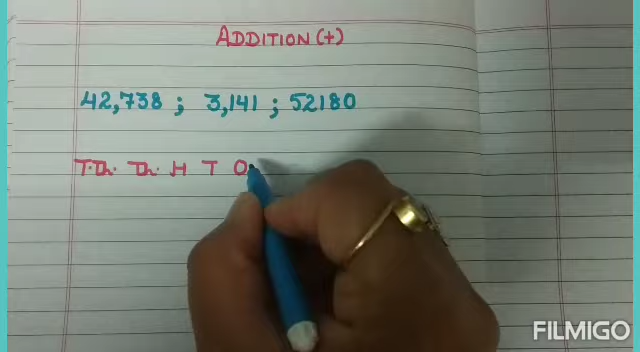 ADDITION (+)
42,738 ; 3,141 ; 52180
T.Th. Th. H T O
FILMIGO